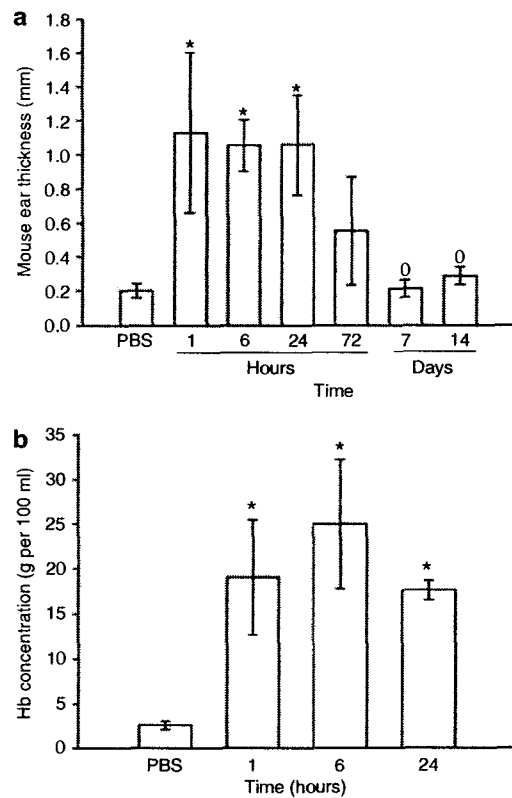 a
Mouse ear thickness (mm)
1.8
1.6
1.4
1.2
1.0
0.8
0.6
0.4
0.2
0.0
* * * 0 0
PBS 1 6 24 72 7 14
Hours Days
Time
b
Hb concentration (g per 100 ml)
35
30
25
20
15
10
5
0
* * *
PBS 1 6 24
Time (hours)